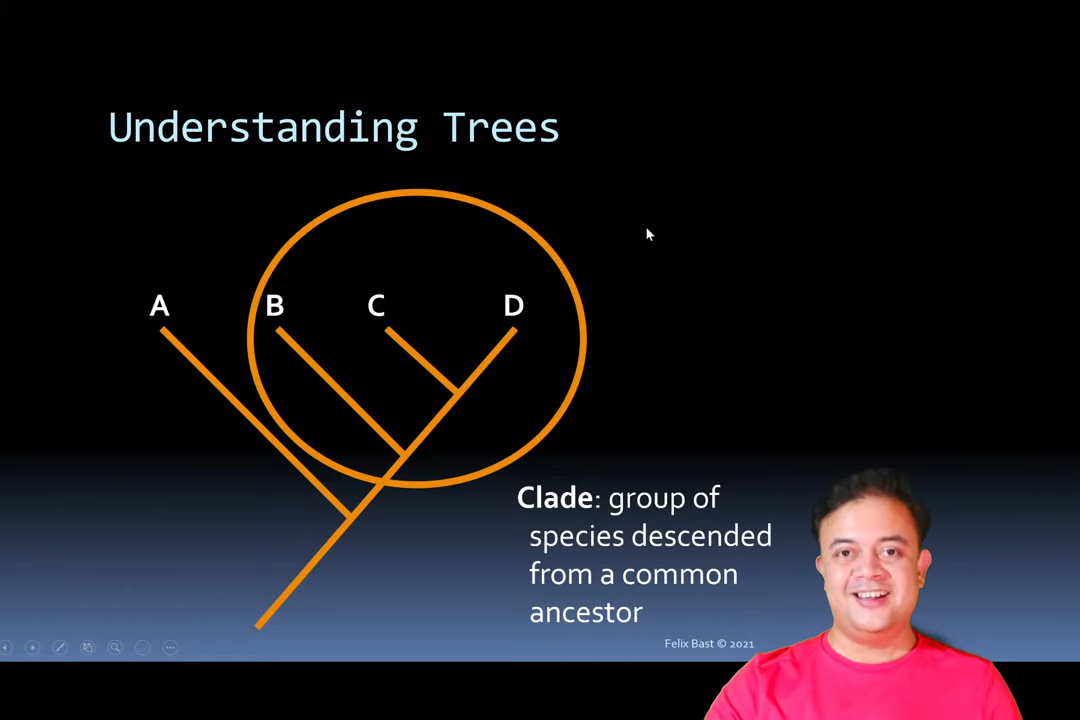 Understanding Trees
A B C D
Clade: group of
species descended
from a common
ancestor
Felix Bast © 2021